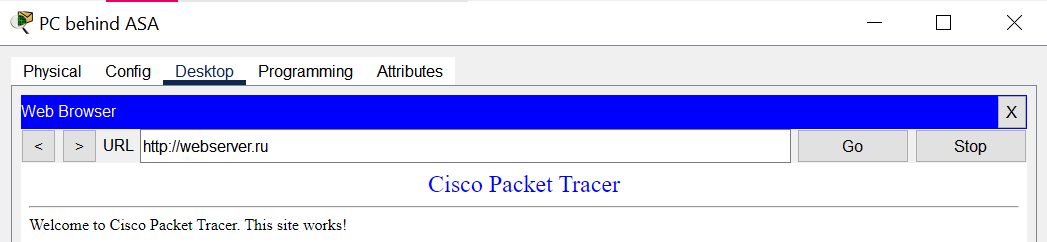 PC behind ASA
Physical Config Desktop Programming Attributes
Web Browser X
< > URL http://webserver.ru Go Stop
Cisco Packet Tracer
Welcome to Cisco Packet Tracer. This site works!